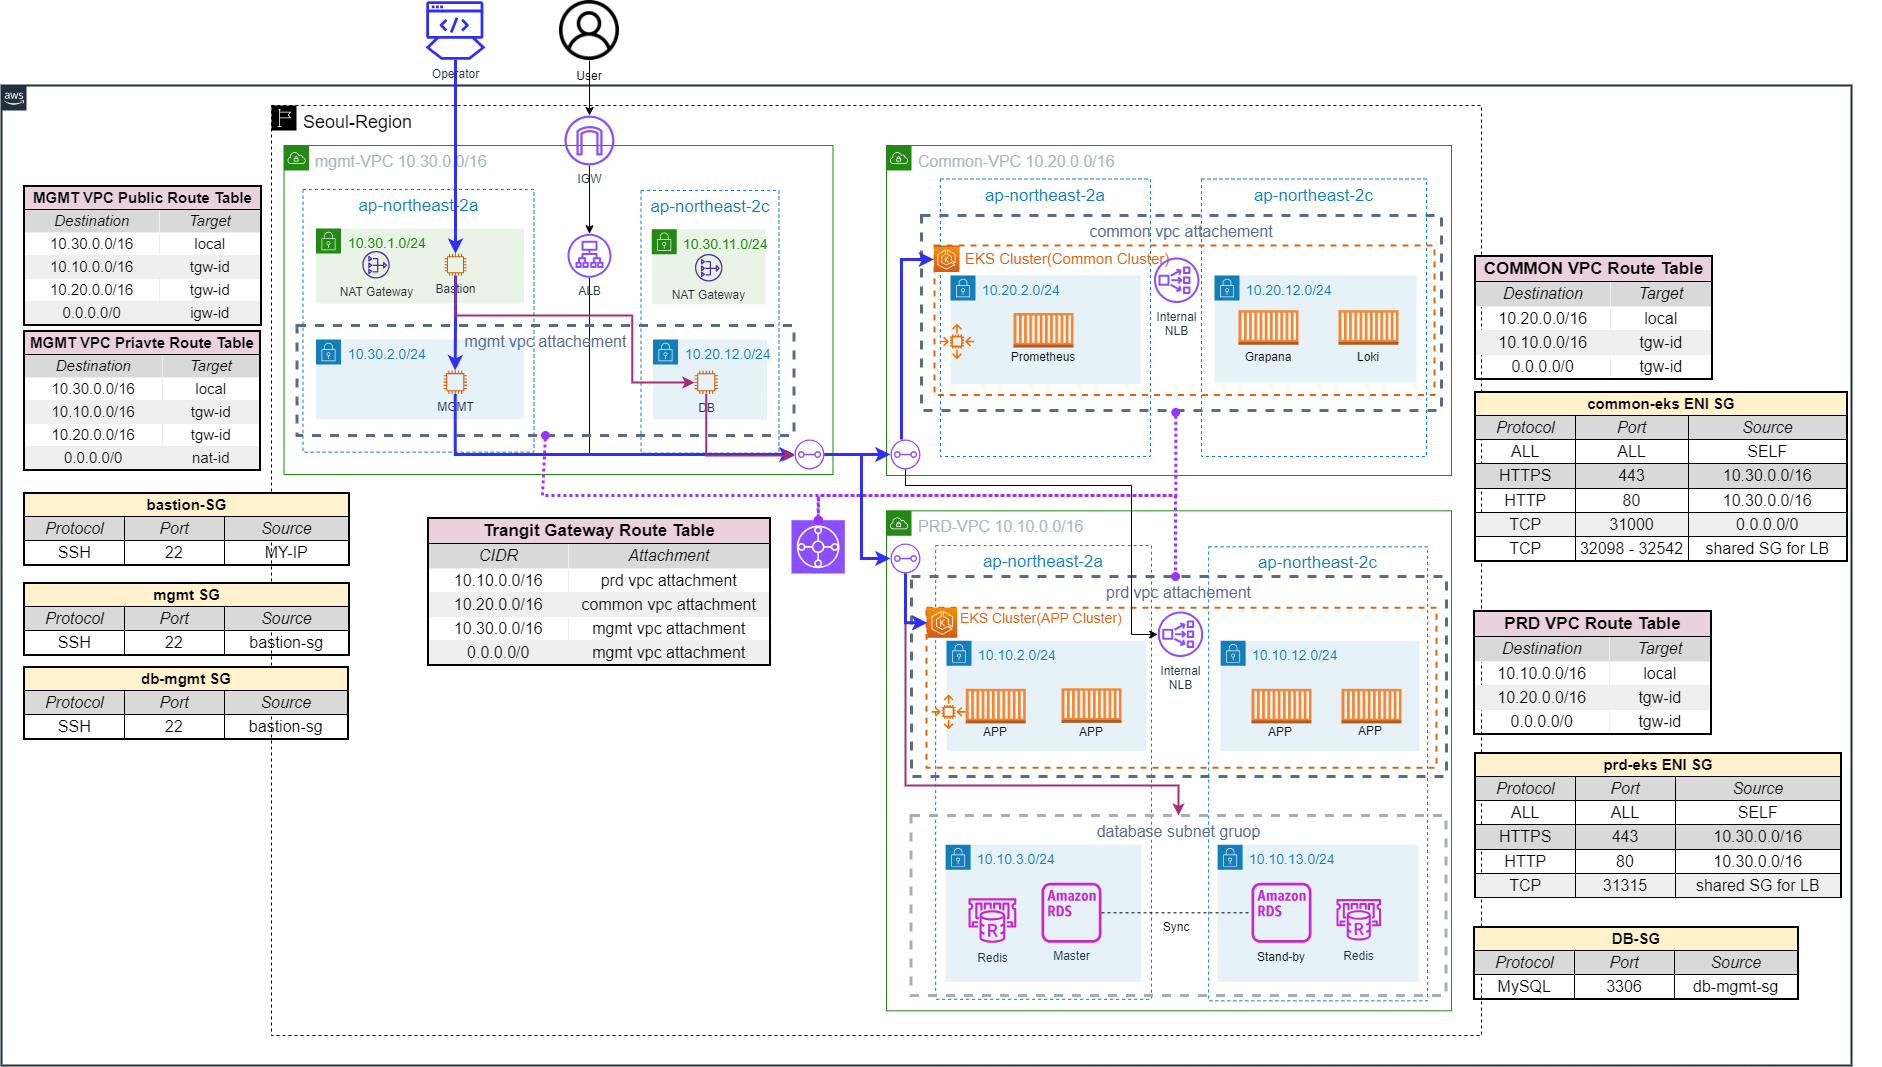 Operator
User
aws
Seoul-Region
mgmt-VPC 10.30.0.0/16
IGW
ap-northeast-2a
10.30.1.0/24
NAT Gateway
Bastion
ALB
ap-northeast-2c
10.30.11.0/24
NAT Gateway
mgmt vpc attachement
10.30.2.0/24
MGMT
10.20.12.0/24
DB
Common-VPC 10.20.0.0/16
ap-northeast-2a
ap-northeast-2c
common vpc attachement
EKS Cluster(Common Cluster)
10.20.2.0/24
Prometheus
Internal
NLB
10.20.12.0/24
Grapana
Loki
PRD-VPC 10.10.0.0/16
ap-northeast-2a
ap-northeast-2c
prd vpc attachement
EKS Cluster(APP Cluster)
10.10.2.0/24
APP
APP
Internal
NLB
10.10.12.0/24
APP
APP
database subnet gruop
10.10.3.0/24
Redis
Amazon
RDS
Master
Sync
10.10.13.0/24
Amazon
RDS
Stand-by
Redis
MGMT VPC Public Route Table
Destination Target
10.30.0.0/16 local
10.10.0.0/16 tgw-id
10.20.0.0/16 tgw-id
0.0.0.0/0 igw-id
MGMT VPC Priavte Route Table
Destination Target
10.30.0.0/16 local
10.10.0.0/16 tgw-id
10.20.0.0/16 tgw-id
0.0.0.0/0 nat-id
bastion-SG
Protocol Port Source
SSH 22 MY-IP
mgmt SG
Protocol Port Source
SSH 22 bastion-sg
db-mgmt SG
Protocol Port Source
SSH 22 bastion-sg
Trangit Gateway Route Table
CIDR Attachment
10.10.0.0/16 prd vpc attachment
10.20.0.0/16 common vpc attachment
10.30.0.0/16 mgmt vpc attachment
0.0.0.0/0 mgmt vpc attachment
COMMON VPC Route Table
Destination Target
10.20.0.0/16 local
10.10.0.0/16 tgw-id
0.0.0.0/0 tgw-id
common-eks ENI SG
Protocol Port Source
ALL ALL SELF
HTTPS 443 10.30.0.0/16
HTTP 80 10.30.0.0/16
TCP 31000 0.0.0.0/0
TCP 32098 - 32542 shared SG for LB
PRD VPC Route Table
Destination Target
10.10.0.0/16 local
10.20.0.0/16 tgw-id
0.0.0.0/0 tgw-id
prd-eks ENI SG
Protocol Port Source
ALL ALL SELF
HTTPS 443 10.30.0.0/16
HTTP 80 10.30.0.0/16
TCP 31315 shared SG for LB
DB-SG
Protocol Port Source
MySQL 3306 db-mgmt-sg